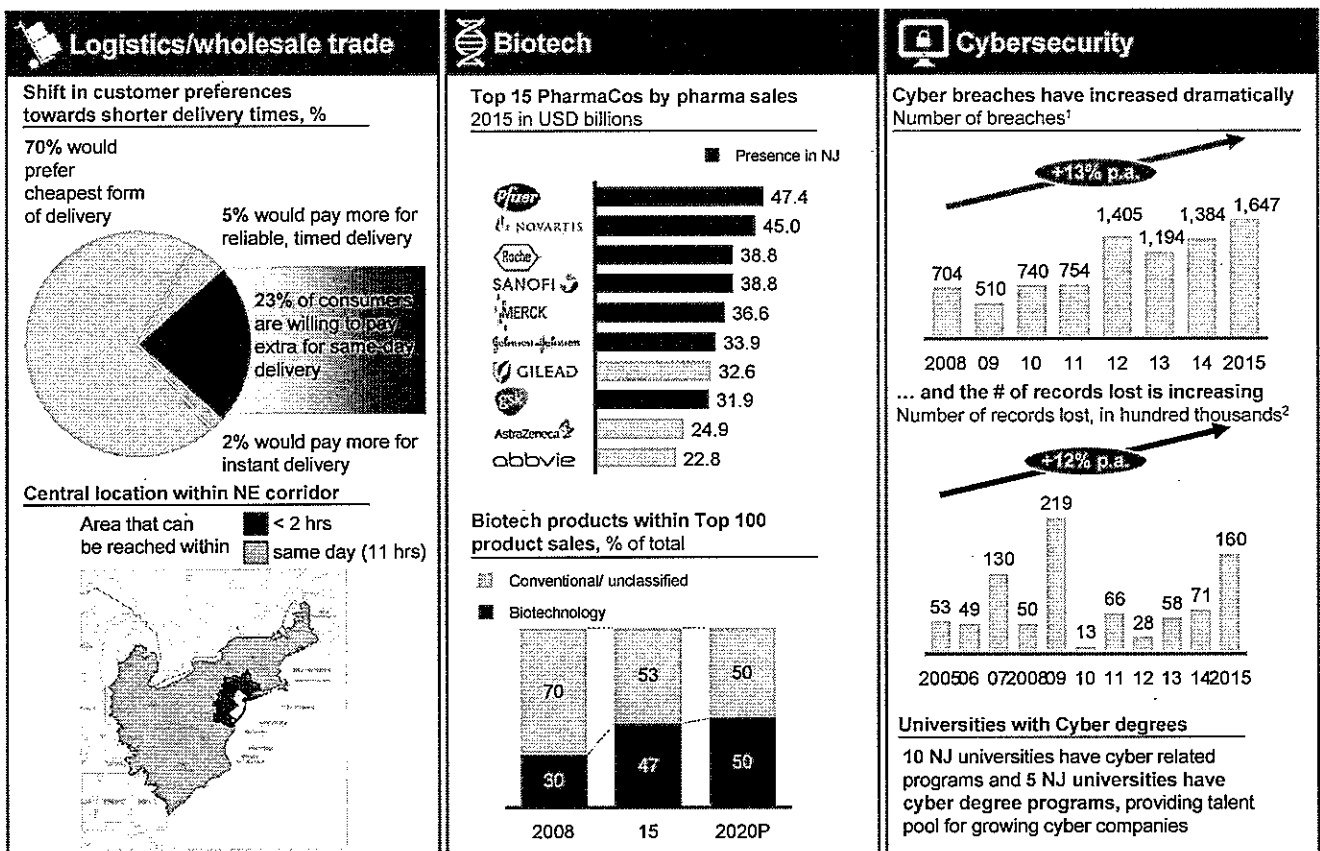 Logistics/wholesale trade
Shift in customer preferences
towards shorter delivery times, %
70% would
prefer
cheapest form
of delivery
5% would pay more for
reliable, timed delivery
23% of consumers
are willing to pay
extra for same-day
delivery
2% would pay more for
instant delivery
Central location within NE corridor
Area that can
be reached within
< 2 hrs
same day (11 hrs)
Biotech
Top 15 PharmaCos by pharma sales
2015 in USD billions
Presence in NJ
Pfizer 47.4
NOVARTIS 45.0
Roche 38.8
SANOFI 38.8
MERCK 36.6
Johnson & Johnson 33.9
GILEAD 32.6
gsk 31.9
AstraZeneca 24.9
abbvie 22.8
Biotech products within Top 100
product sales, % of total
Conventional/ unclassified
Biotechnology
70 53 50
30 47 50
2008 15 2020P
Cybersecurity
Cyber breaches have increased dramatically
Number of breaches1
+13% p.a.
704 510 740 754 1,405 1,194 1,384 1,647
2008 09 10 11 12 13 14 2015
... and the # of records lost is increasing
Number of records lost, in hundred thousands2
+12% p.a.
53 49 130 50 219 13 66 28 58 71 160
200506 07200809 10 11 12 13 142015
Universities with Cyber degrees
10 NJ universities have cyber related
programs and 5 NJ universities have
cyber degree programs, providing talent
pool for growing cyber companies